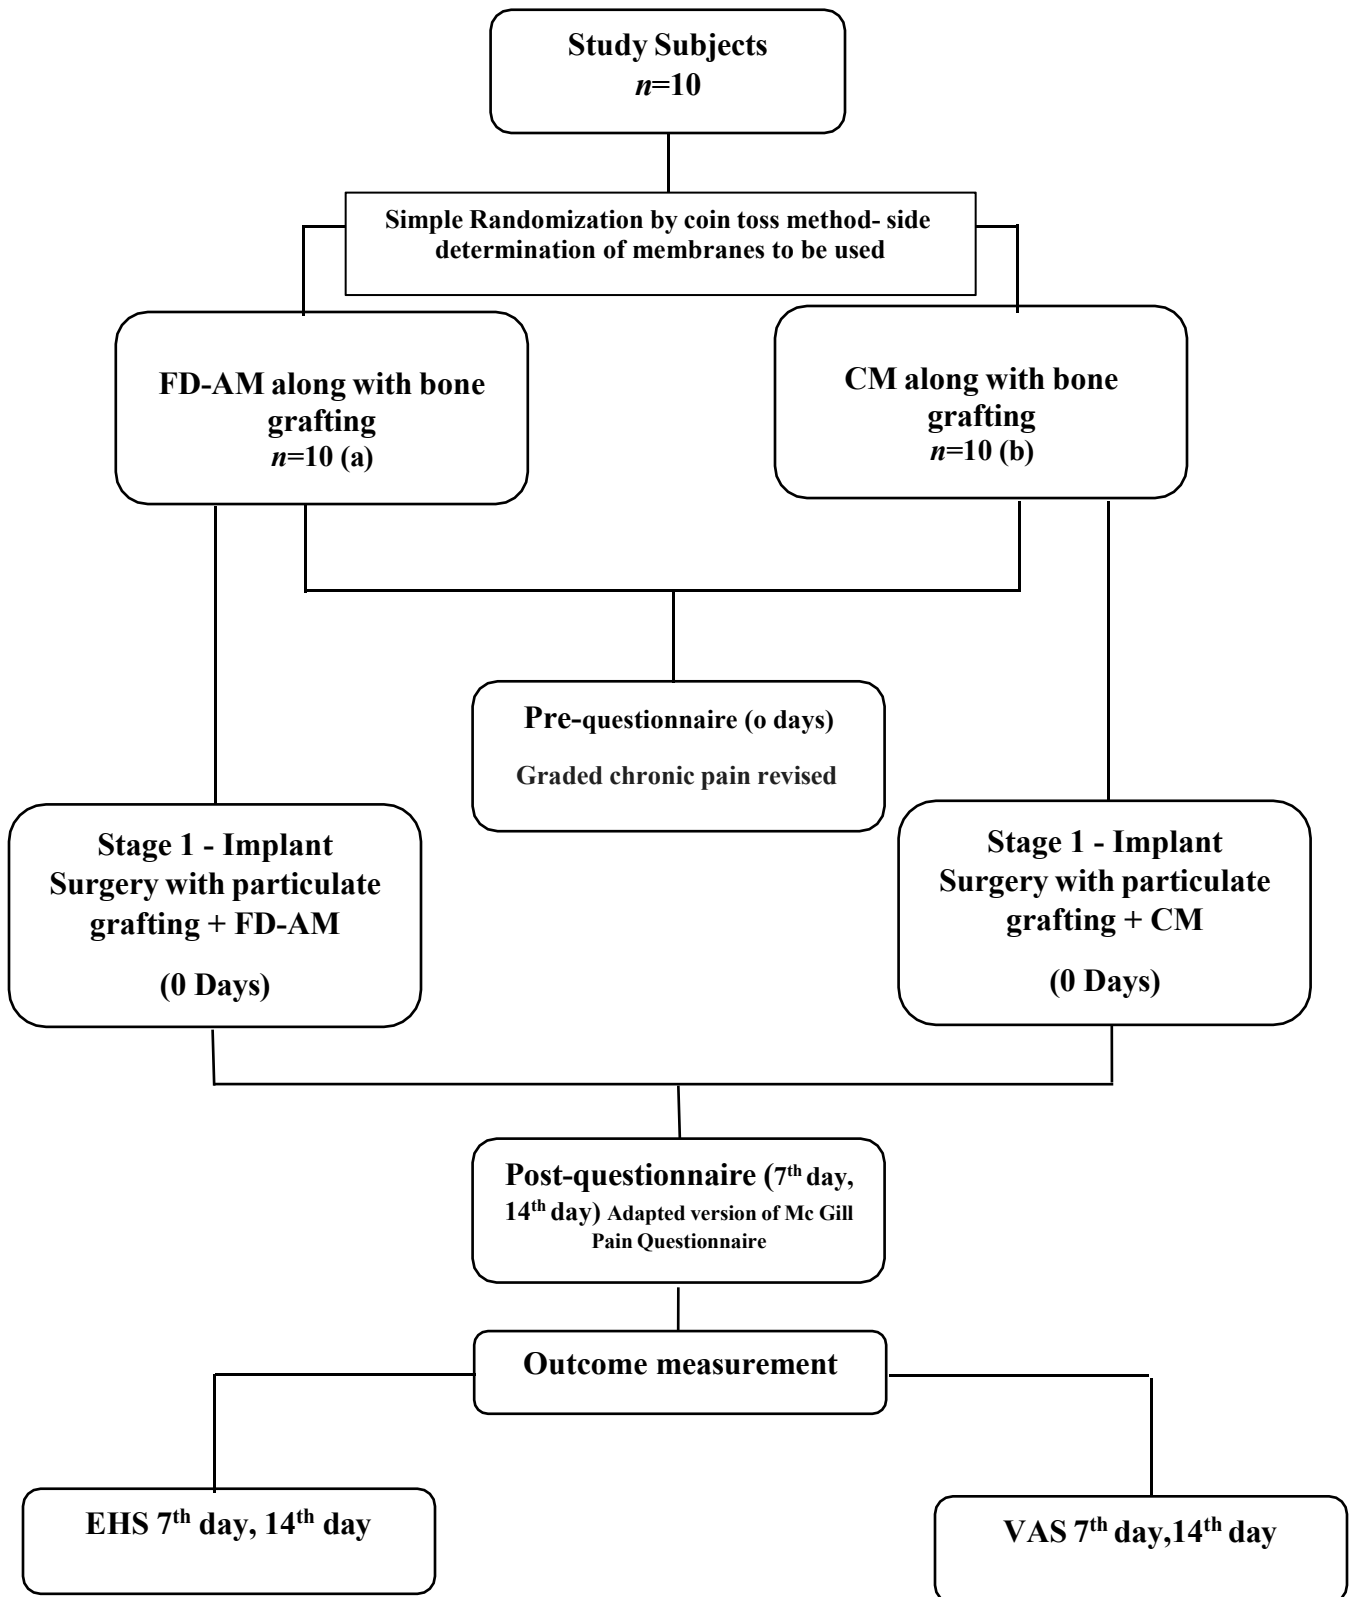 Study Subjects
n=10
Simple Randomization by coin toss method- side
determination of membranes to be used
FD-AM along with bone
grafting
n=10 (a)
CM along with bone
grafting
n=10 (b)
Pre-questionnaire (o days)
Graded chronic pain revised
Stage 1 - Implant
Surgery with particulate
grafting + FD-AM
(0 Days)
Stage 1 - Implant
Surgery with particulate
grafting + CM
(0 Days)
Post-questionnaire (7th day,
14th day) Adapted version of Mc Gill
Pain Questionnaire
Outcome measurement
EHS 7th day, 14th day
VAS 7th day,14th day